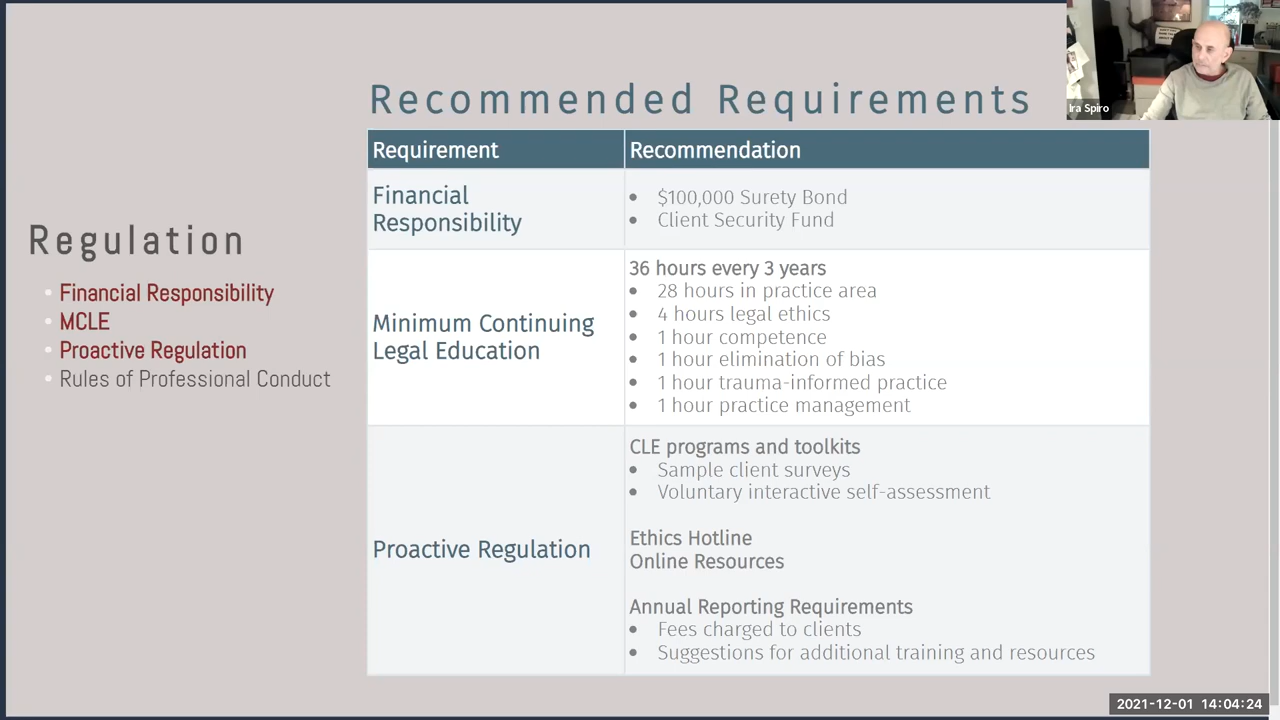 Recommended Requirements
Ira Spiro
Regulation
• Financial Responsibility
• MCLE
• Proactive Regulation
• Rules of Professional Conduct
Requirement
Recommendation
Financial
Responsibility
• $100,000 Surety Bond
• Client Security Fund
Minimum Continuing
Legal Education
36 hours every 3 years
• 28 hours in practice area
• 4 hours legal ethics
• 1 hour competence
• 1 hour elimination of bias
• 1 hour trauma-informed practice
• 1 hour practice management
Proactive Regulation
CLE programs and toolkits
• Sample client surveys
• Voluntary interactive self-assessment
Ethics Hotline
Online Resources
Annual Reporting Requirements
• Fees charged to clients
• Suggestions for additional training and resources
2021-12-01 14:04:24